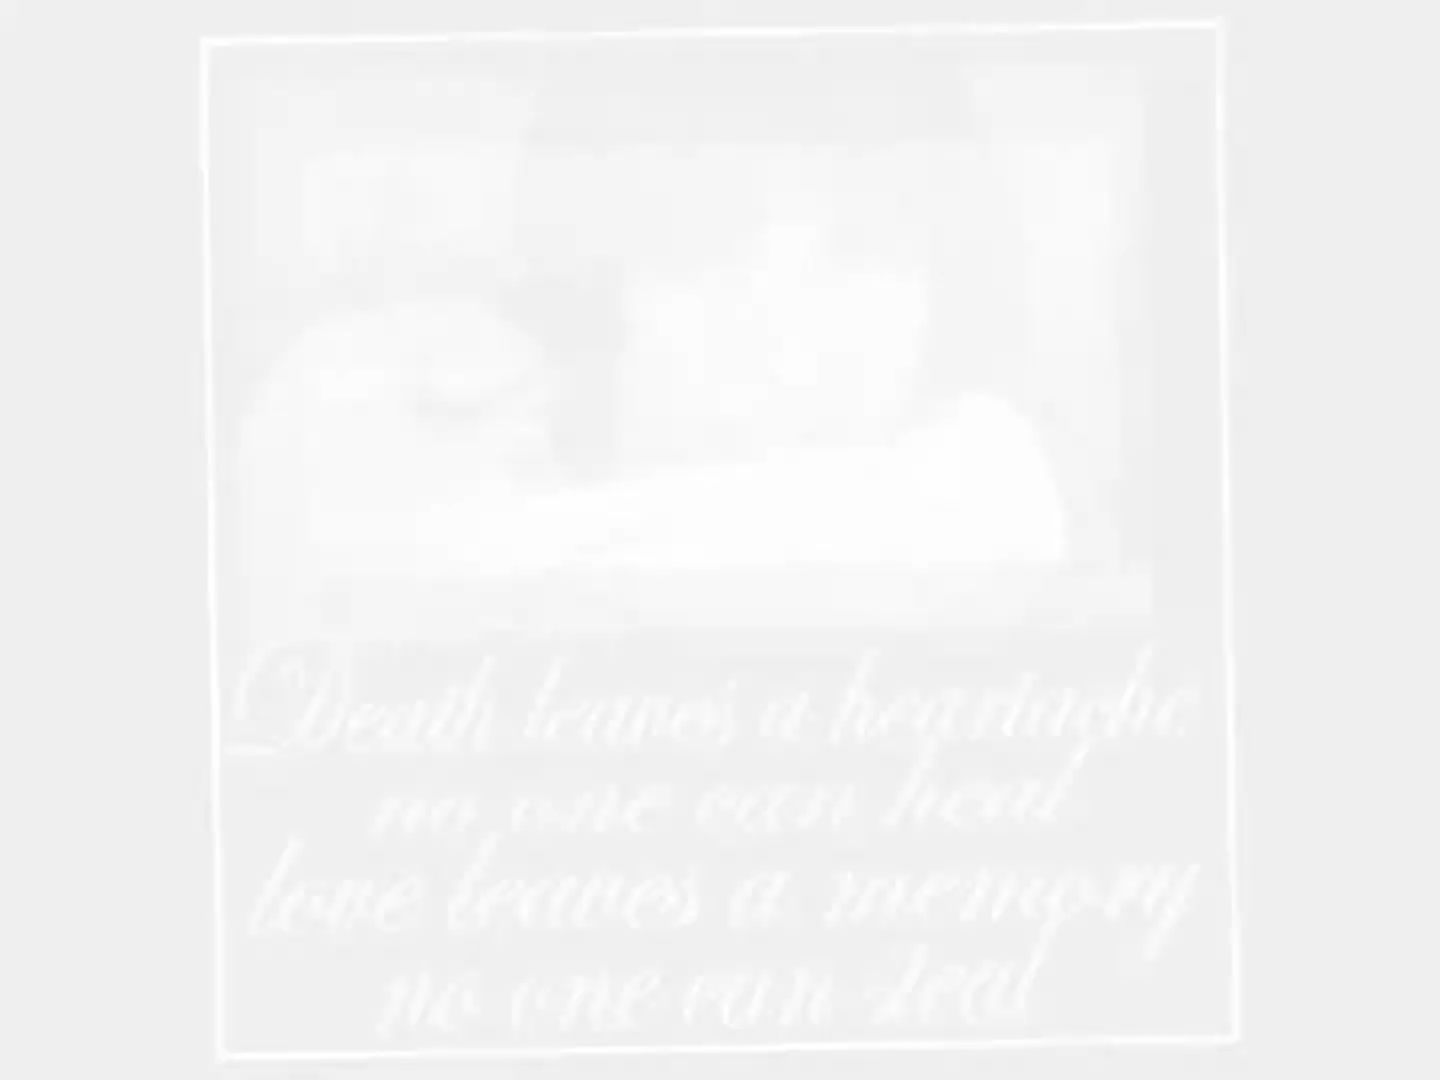 Death leaves a heartache
no one can heal
love leaves a memory
no one can steal